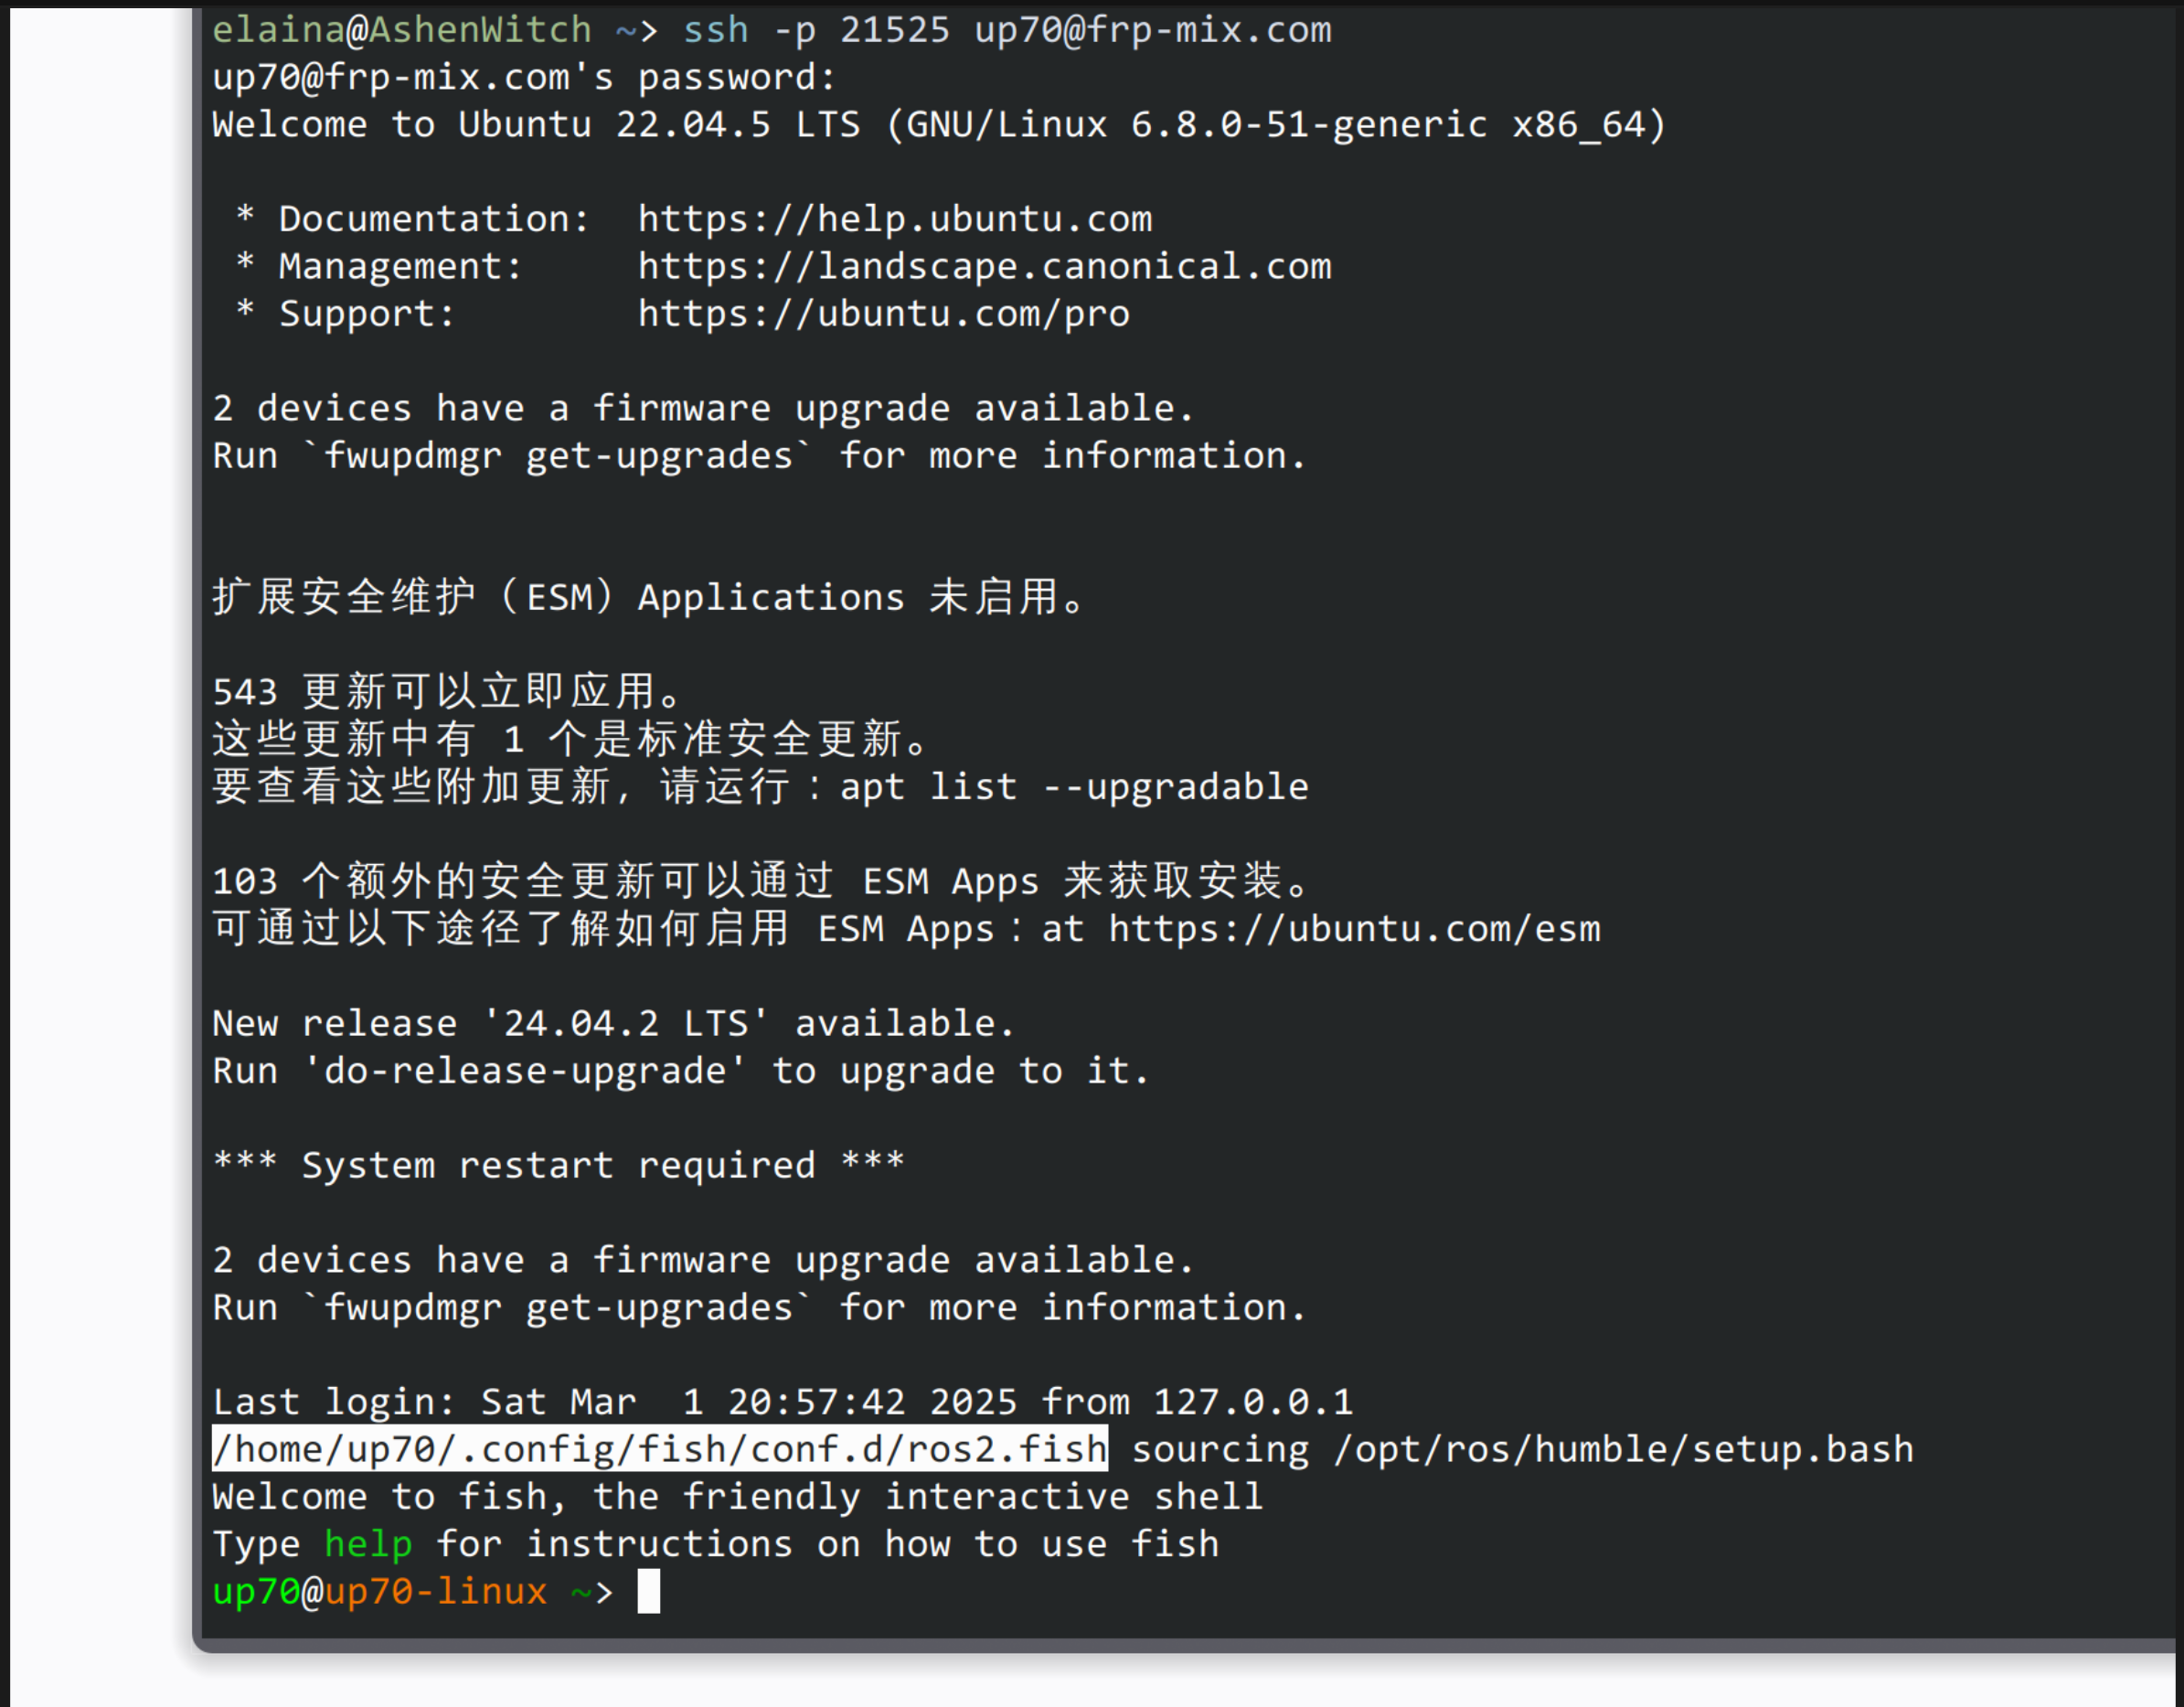 elaina@AshenWitch ~> ssh -p 21525 up70@frp-mix.com
up70@frp-mix.com's password:
Welcome to Ubuntu 22.04.5 LTS (GNU/Linux 6.8.0-51-generic x86_64)
* Documentation:  https://help.ubuntu.com
* Management:     https://landscape.canonical.com
* Support:        https://ubuntu.com/pro
2 devices have a firmware upgrade available.
Run `fwupdmgr get-upgrades` for more information.
扩展安全维护（ESM）Applications 未启用。
543 更新可以立即应用。
这些更新中有 1 个是标准安全更新。
要查看这些附加更新，请运行：apt list --upgradable
103 个额外的安全更新可以通过 ESM Apps 来获取安装。
可通过以下途径了解如何启用 ESM Apps：at https://ubuntu.com/esm
New release '24.04.2 LTS' available.
Run 'do-release-upgrade' to upgrade to it.
*** System restart required ***
2 devices have a firmware upgrade available.
Run `fwupdmgr get-upgrades` for more information.
Last login: Sat Mar  1 20:57:42 2025 from 127.0.0.1
/home/up70/.config/fish/conf.d/ros2.fish sourcing /opt/ros/humble/setup.bash
Welcome to fish, the friendly interactive shell
Type help for instructions on how to use fish
up70@up70-linux ~>